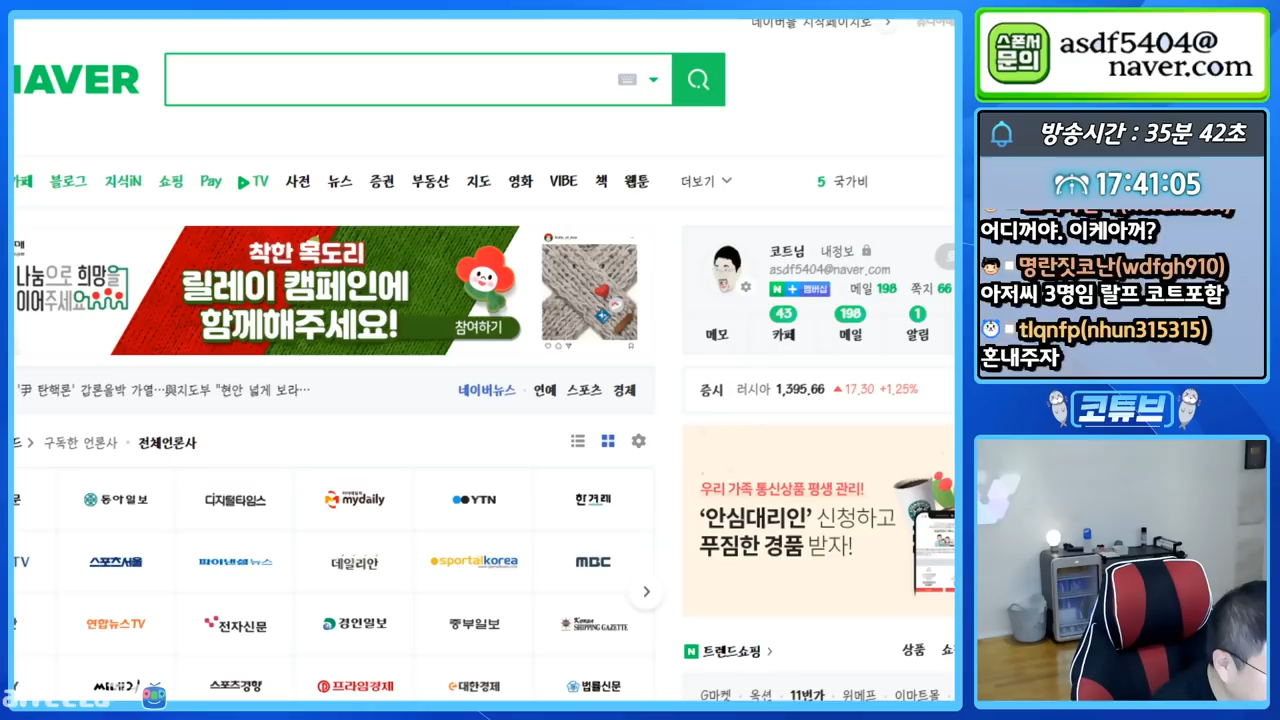 네이버를 시작페이지로 >
NAVER
카페 블로그 지식iN 쇼핑 Pay TV 사전 뉴스 증권 부동산 지도 영화 VIBE 책 웹툰 더보기
5 국가비
나눔으로 희망을
이어주세요
착한 목도리
릴레이 캠페인에
함께해주세요!
참여하기
코트님 내정보
asdf5404@naver.com
N + 멤버십 메일 198 쪽지 66
43 198 1
메모 카페 메일 알림
'尹 탄핵론' 갑론을박 가열…與지도부 "현안 넓게 보라…
네이버뉴스 · 연예 스포츠 경제
증시 러시아 1,395.66 ▲ 17.30 +1.25%
구독한 언론사 · 전체언론사
동아일보 디지털타임스 mydaily YTN 한겨레
TV 스포츠서울 파이낸셜뉴스 데일리안 sportalkorea MBC
연합뉴스TV 전자신문 경인일보 중부일보 Korea SHIPPING GAZETTE
스포츠경향 프라임경제 대한경제 법률신문
우리 가족 통신상품 평생 관리!
'안심대리인' 신청하고
푸짐한 경품 받자!
N 트렌드쇼핑 > 상품
G마켓 · 옥션 11번가 · 위메프 · 이마트몰
스폰서
문의
asdf5404@
naver.com
방송시간 : 35분 42초
17:41:05
어디꺼야. 이케아꺼?
명란짓코난(wdfgh910)
아저씨 3명임 랄프 코트포함
tlqnfp(nhun315315)
혼내주자
코튜브